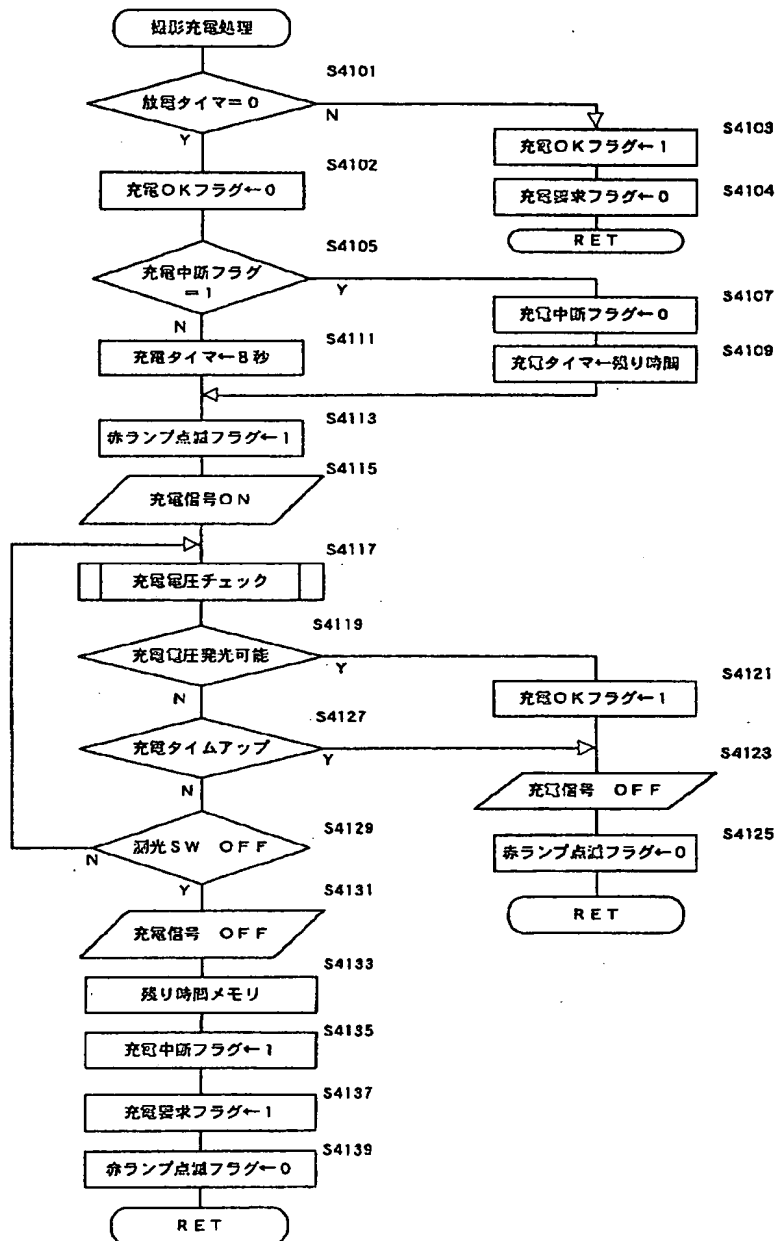 撮影充電処理
S4101
放電タイマ=0
N
Y
S4103
充電OKフラグ←1
S4102
充電OKフラグ←0
S4104
充電要求フラグ←0
RET
S4105
充電中断フラグ
=1
Y
N
S4107
充電中断フラグ←0
S4111
充電タイマ←8秒
S4109
充電タイマ←残り時間
S4113
赤ランプ点滅フラグ←1
S4115
充電信号ON
S4117
充電電圧チェック
S4119
充電電圧発光可能
Y
N
S4121
充電OKフラグ←1
S4127
充電タイムアップ
Y
N
S4123
充電信号 OFF
S4129
測光SW OFF
N
Y
S4125
赤ランプ点滅フラグ←0
RET
S4131
充電信号 OFF
S4133
残り時間メモリ
S4135
充電中断フラグ←1
S4137
充電要求フラグ←1
S4139
赤ランプ点滅フラグ←0
RET